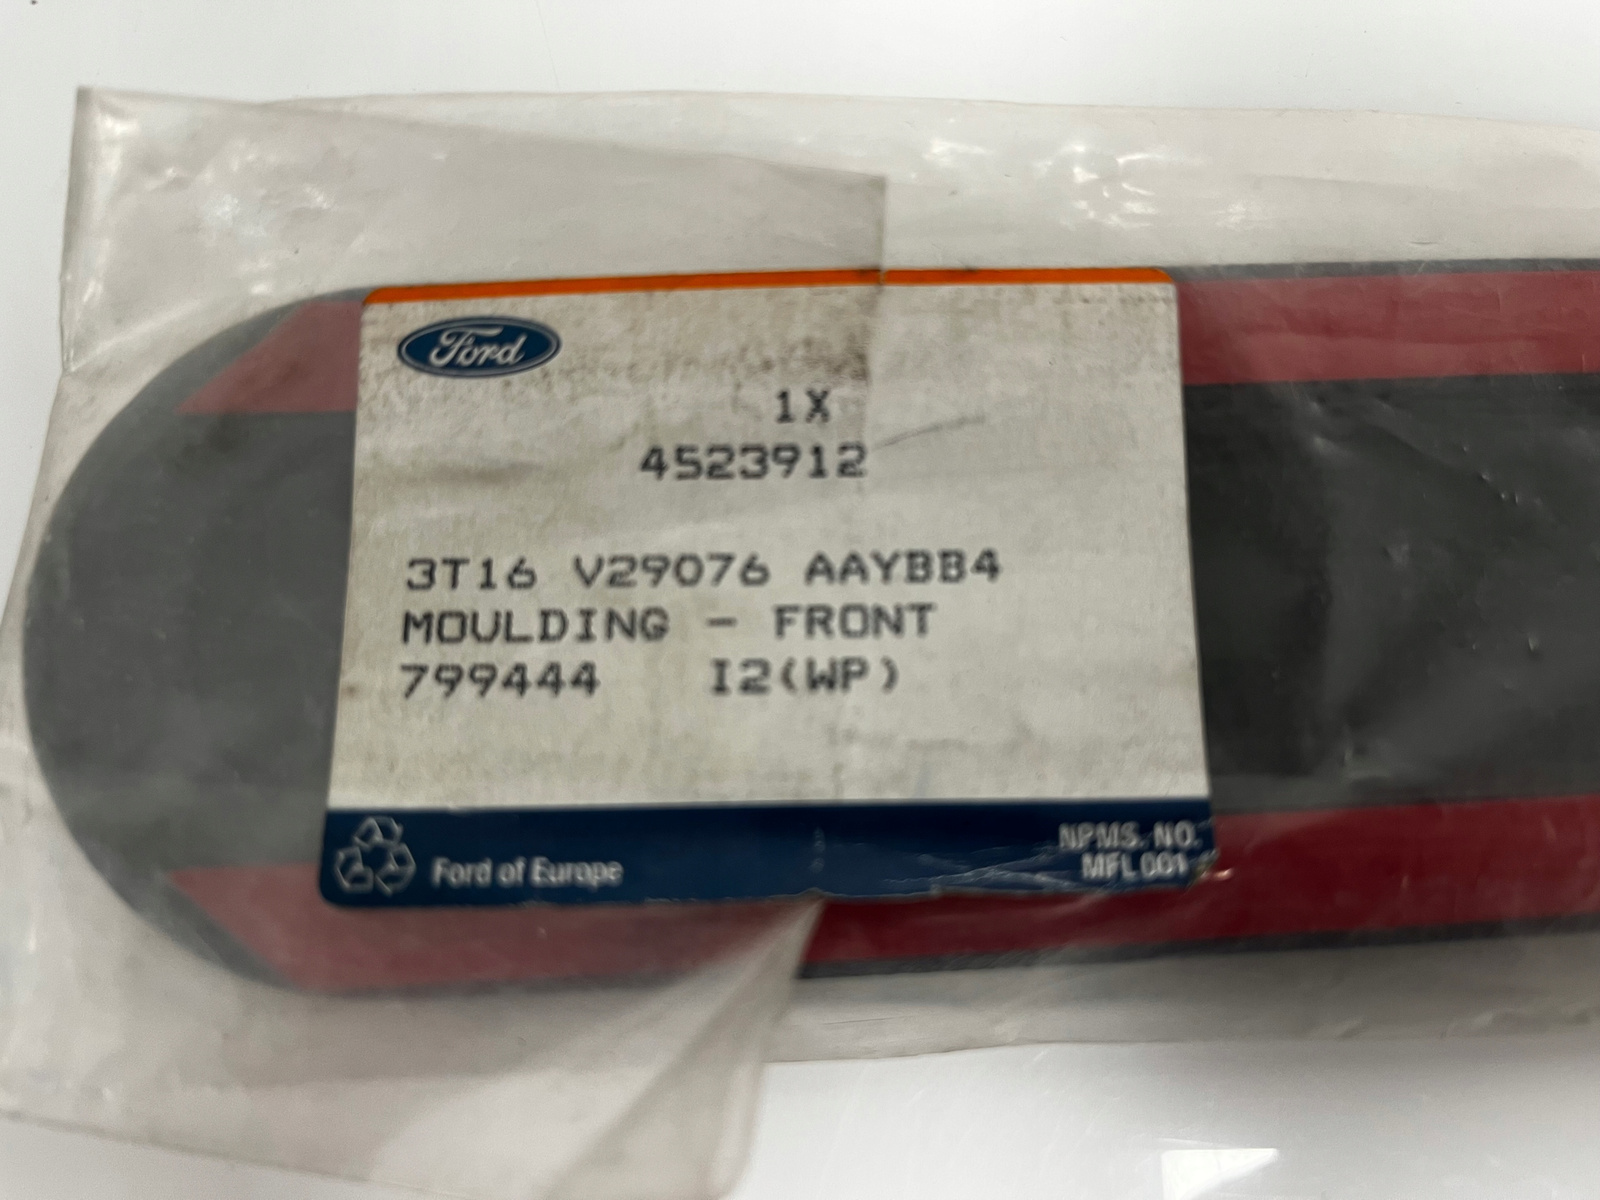 Ford
1X
4523912
3T16 V29076 AAYBB4
MOULDING - FRONT
799444 I2(WP)
Ford of Europe
NPMS. NO.
MFL 001